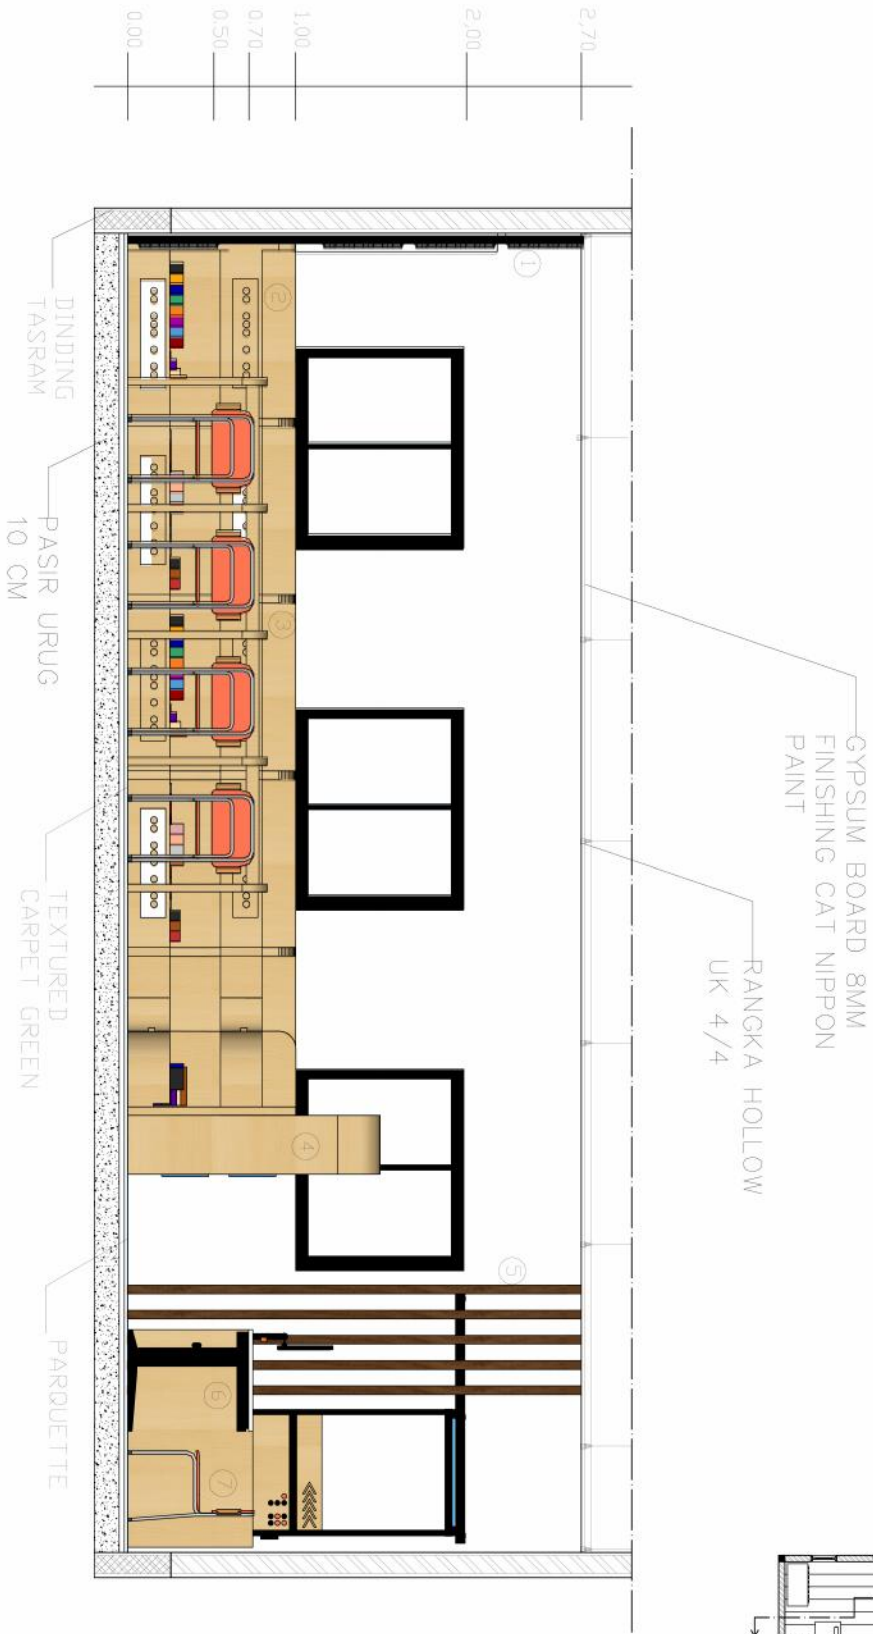 GYPSUM BOARD 8MM
FINISHING CAT NIPPON
PAINT
RANGKA HOLLOW
UK 4/4
2,70
2,00
1,00
0.70
0.50
0.00
1
2
3
4
5
6
7
DINDING
TASRAM
PASIR URUG
10 CM
TEXTURED
CARPET GREEN
PARQUETTE